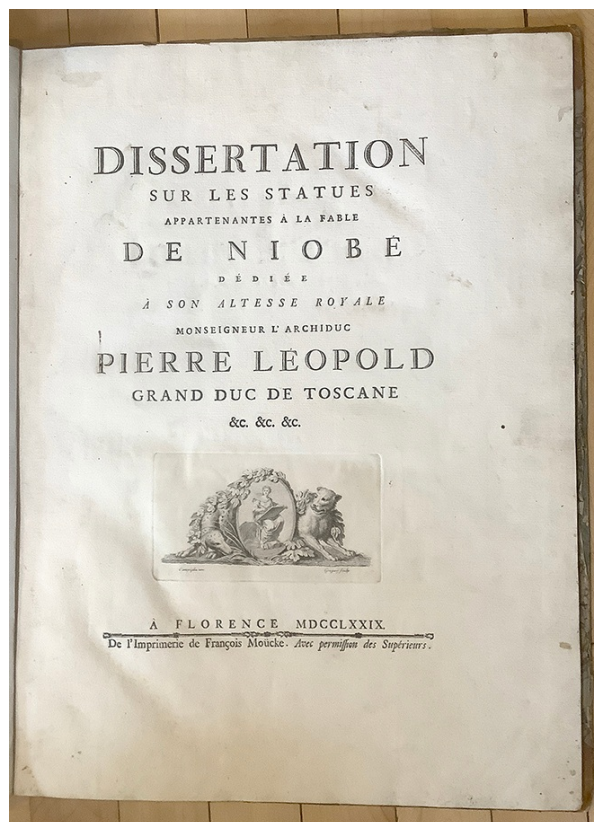 DISSERTATION
SUR LES STATUES
APPARTENANTES À LA FABLE
DE NIOBÉ
DÉDIÉE
À SON ALTESSE ROYALE
MONSEIGNEUR L'ARCHIDUC
PIERRE LÉOPOLD
GRAND DUC DE TOSCANE
&c. &c. &c.
À FLORENCE MDCCLXXIX.
De l'Imprimerie de François Moücke. Avec permission des Supérieurs.